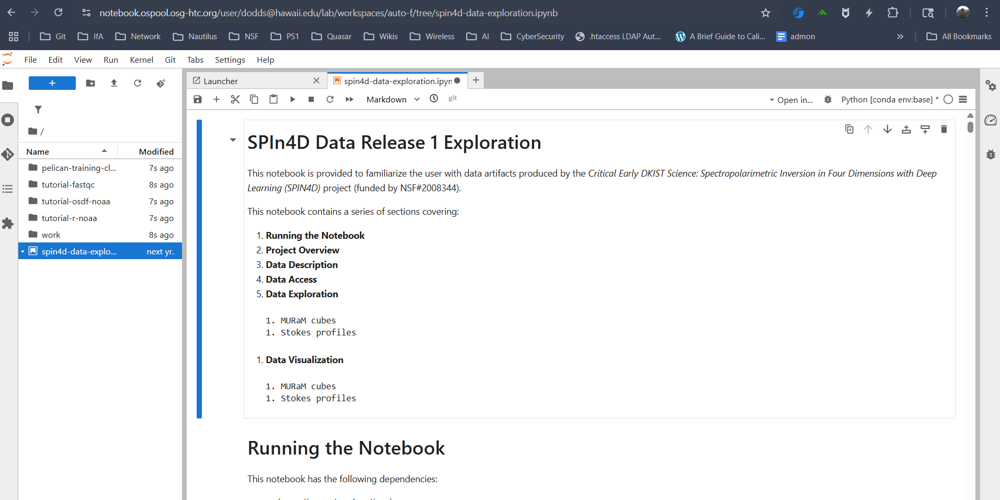 notebook.ospool.osg-htc.org/user/dodds@hawaii.edu/lab/workspaces/auto-f/tree/spin4d-data-exploration.ipynb
Git IfA Network Nautilus NSF PS1 Quasar Wikis Wireless AI CyberSecurity .htaccess LDAP Aut... A Brief Guide to Cali... admon » All Bookmarks
File Edit View Run Kernel Git Tabs Settings Help
Launcher spin4d-data-exploration.ipyn
Markdown git Open in... Python [conda env:base] *
/
Name Modified
pelican-training-cl... 7s ago
tutorial-fastqc 8s ago
tutorial-osdf-noaa 7s ago
tutorial-r-noaa 7s ago
work 8s ago
spin4d-data-explo... next yr.
SPIn4D Data Release 1 Exploration
This notebook is provided to familiarize the user with data artifacts produced by the Critical Early DKIST Science: Spectropolarimetric Inversion in Four Dimensions with Deep
Learning (SPIN4D) project (funded by NSF#2008344).
This notebook contains a series of sections covering:
1. Running the Notebook
2. Project Overview
3. Data Description
4. Data Access
5. Data Exploration
1. MURaM cubes
1. Stokes profiles
1. Data Visualization
1. MURaM cubes
1. Stokes profiles
Running the Notebook
This notebook has the following dependencies: